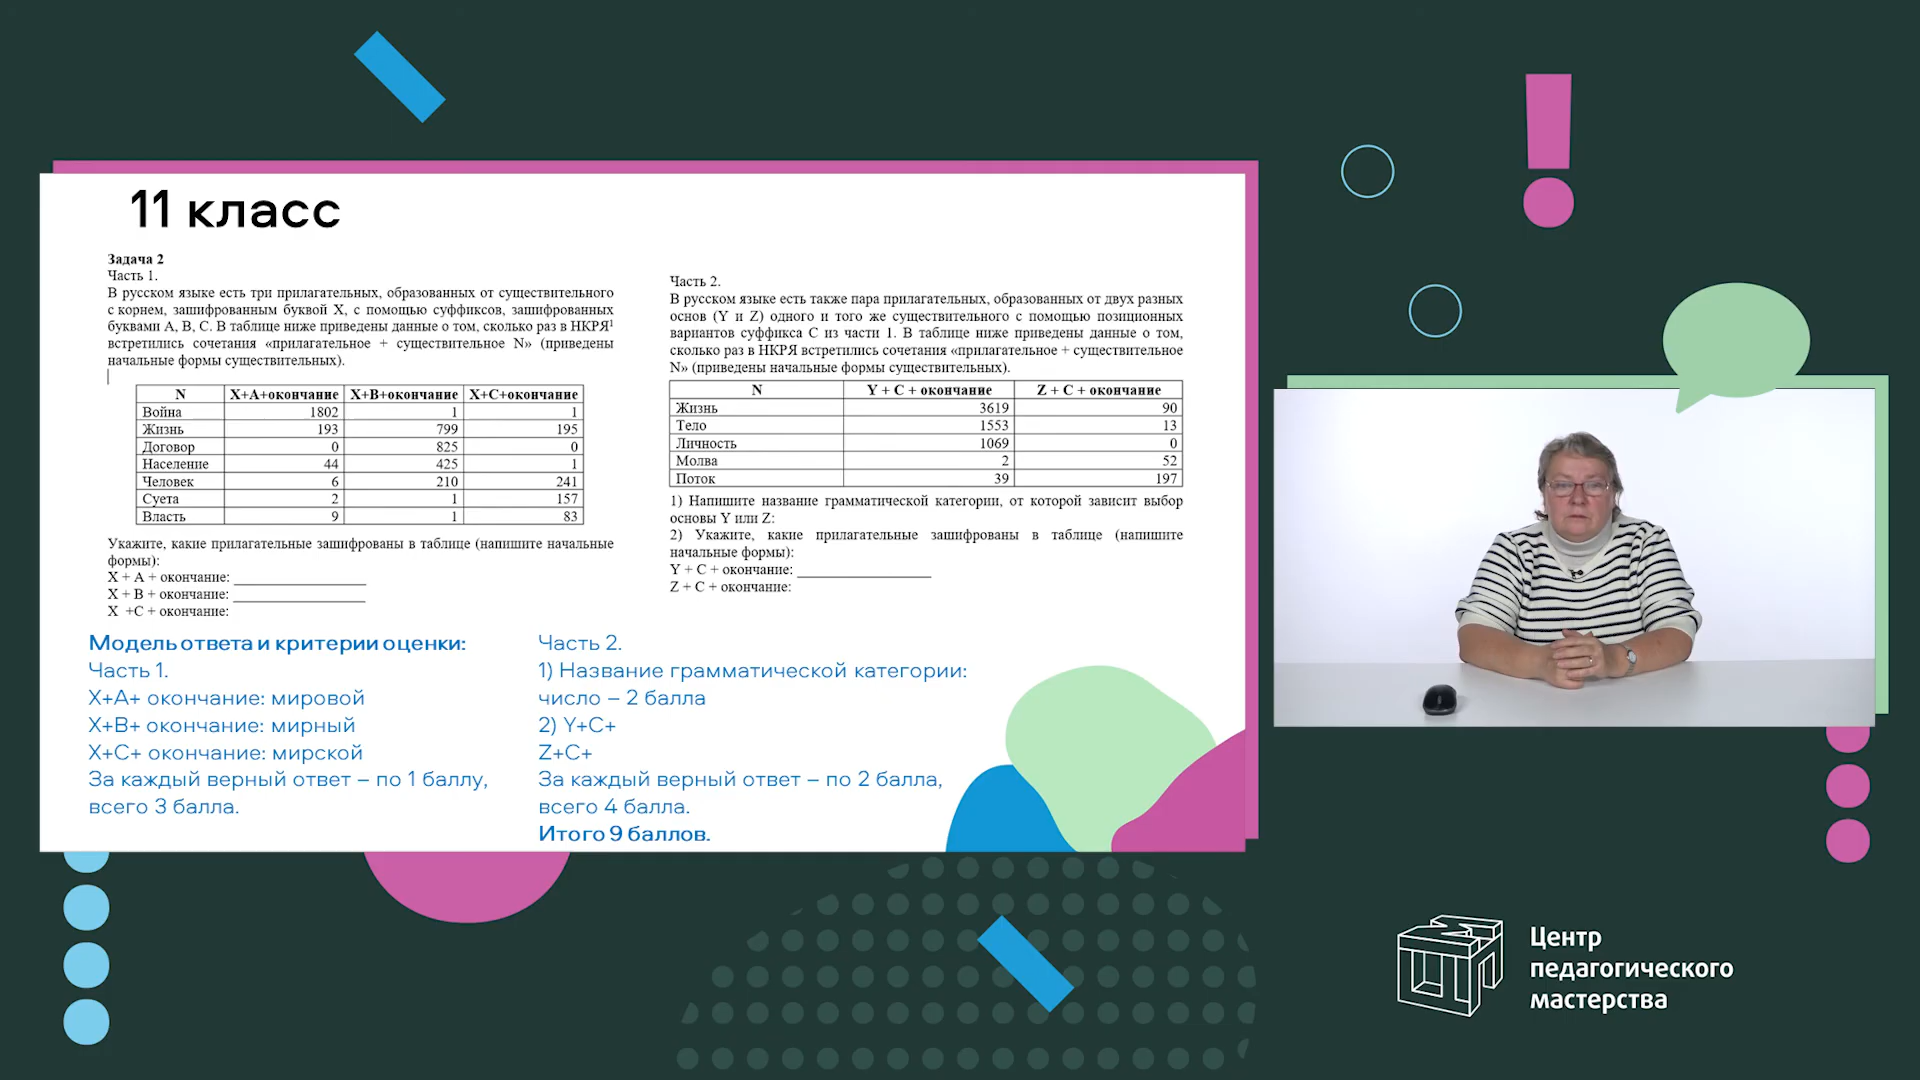 11 класс
Задача 2
Часть 1.
В русском языке есть три прилагательных, образованных от существительного
с корнем, зашифрованным буквой X, с помощью суффиксов, зашифрованных
буквами А, В, С. В таблице ниже приведены данные о том, сколько раз в НКРЯ¹
встретились сочетания «прилагательное + существительное N» (приведены
начальные формы существительных).
N X+A+окончание X+B+окончание X+C+окончание
Война 1802 1 1
Жизнь 193 799 195
Договор 0 825 0
Население 44 425 1
Человек 6 210 241
Суета 2 1 157
Власть 9 1 83
Укажите, какие прилагательные зашифрованы в таблице (напишите начальные
формы):
X + A + окончание: ___________________
X + B + окончание: ___________________
X +C + окончание:
Часть 2.
В русском языке есть также пара прилагательных, образованных от двух разных
основ (Y и Z) одного и того же существительного с помощью позиционных
вариантов суффикса С из части 1. В таблице ниже приведены данные о том,
сколько раз в НКРЯ встретились сочетания «прилагательное + существительное
N» (приведены начальные формы существительных).
N Y + C + окончание Z + C + окончание
Жизнь 3619 90
Тело 1553 13
Личность 1069 0
Молва 2 52
Поток 39 197
1) Напишите название грамматической категории, от которой зависит выбор
основы Y или Z:
2) Укажите, какие прилагательные зашифрованы в таблице (напишите
начальные формы):
Y + C + окончание: ___________________
Z + C + окончание:
Модель ответа и критерии оценки:
Часть 1.
X+A+ окончание: мировой
X+B+ окончание: мирный
X+C+ окончание: мирской
За каждый верный ответ – по 1 баллу,
всего 3 балла.
Часть 2.
1) Название грамматической категории:
число – 2 балла
2) Y+C+
Z+C+
За каждый верный ответ – по 2 балла,
всего 4 балла.
Итого 9 баллов.
Центр
педагогического
мастерства